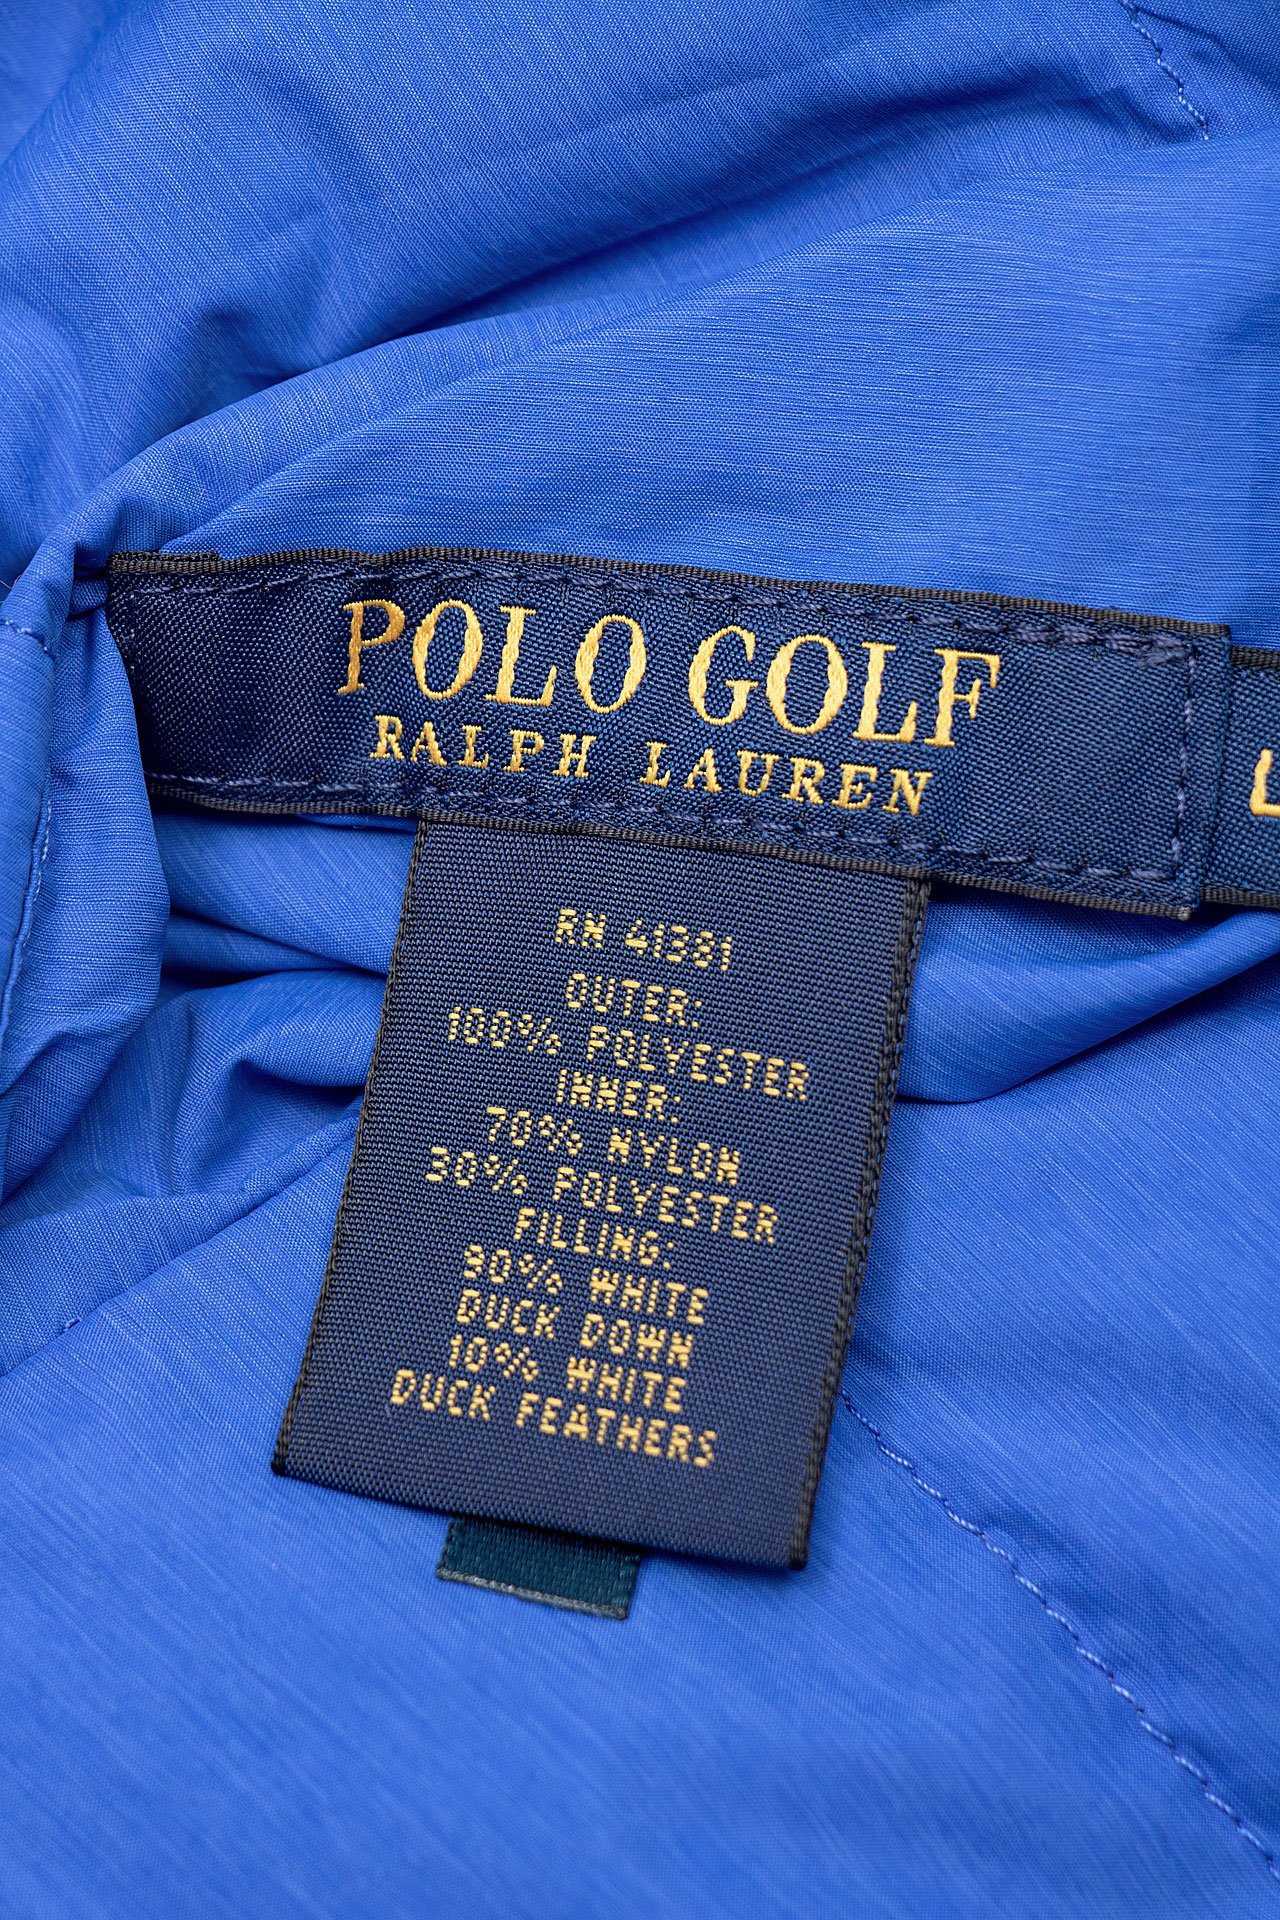 POLO GOLF
RALPH LAUREN
L
RN 41381
OUTER:
100% POLYESTER
INNER:
70% NYLON
30% POLYESTER
FILLING:
90% WHITE
DUCK DOWN
10% WHITE
DUCK FEATHERS